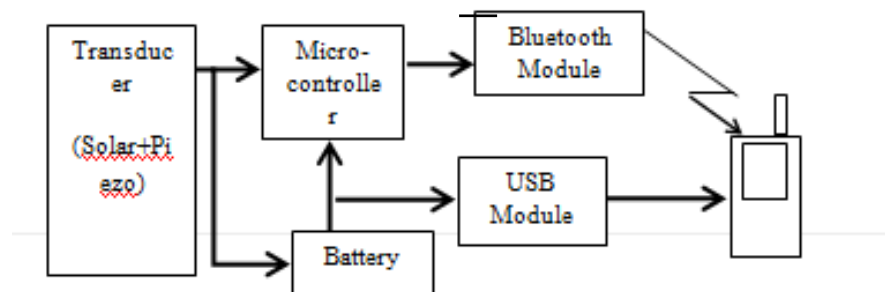 Transduc
er
(Solar+Pi
ezo)
Micro-
controlle
r
Bluetooth
Module
USB
Module
Battery